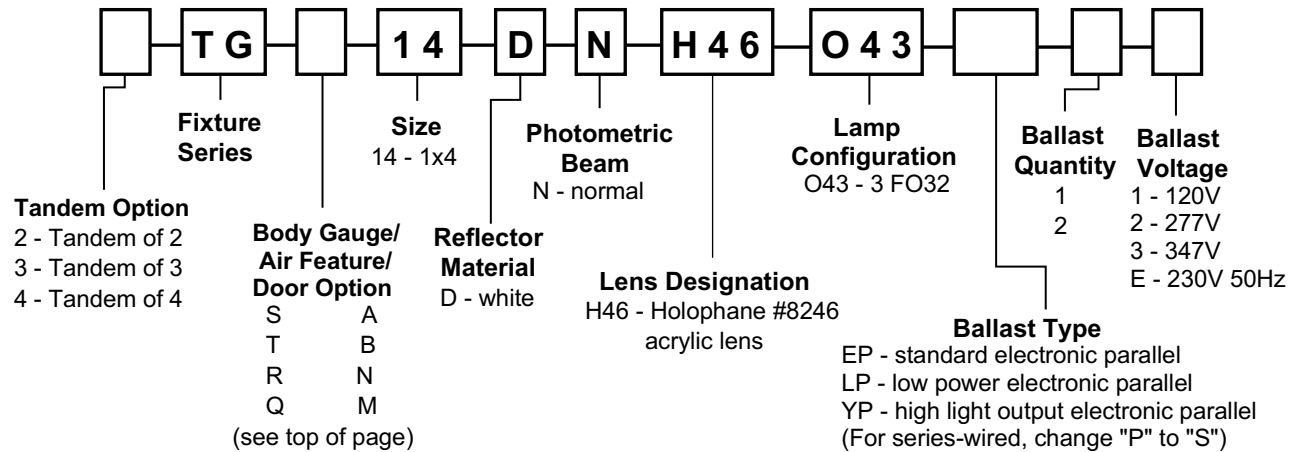 T G 1 4 D N H 4 6 O 4 3
Fixture
Series
Size
14 - 1x4
Photometric
Beam
N - normal
Lamp
Configuration
O43 - 3 FO32
Ballast
Quantity
1
2
Ballast
Voltage
1 - 120V
2 - 277V
3 - 347V
E - 230V 50Hz
Tandem Option
2 - Tandem of 2
3 - Tandem of 3
4 - Tandem of 4
Body Gauge/
Air Feature/
Door Option
S A
T B
R N
Q M
(see top of page)
Reflector
Material
D - white
Lens Designation
H46 - Holophane #8246
acrylic lens
Ballast Type
EP - standard electronic parallel
LP - low power electronic parallel
YP - high light output electronic parallel
(For series-wired, change "P" to "S")